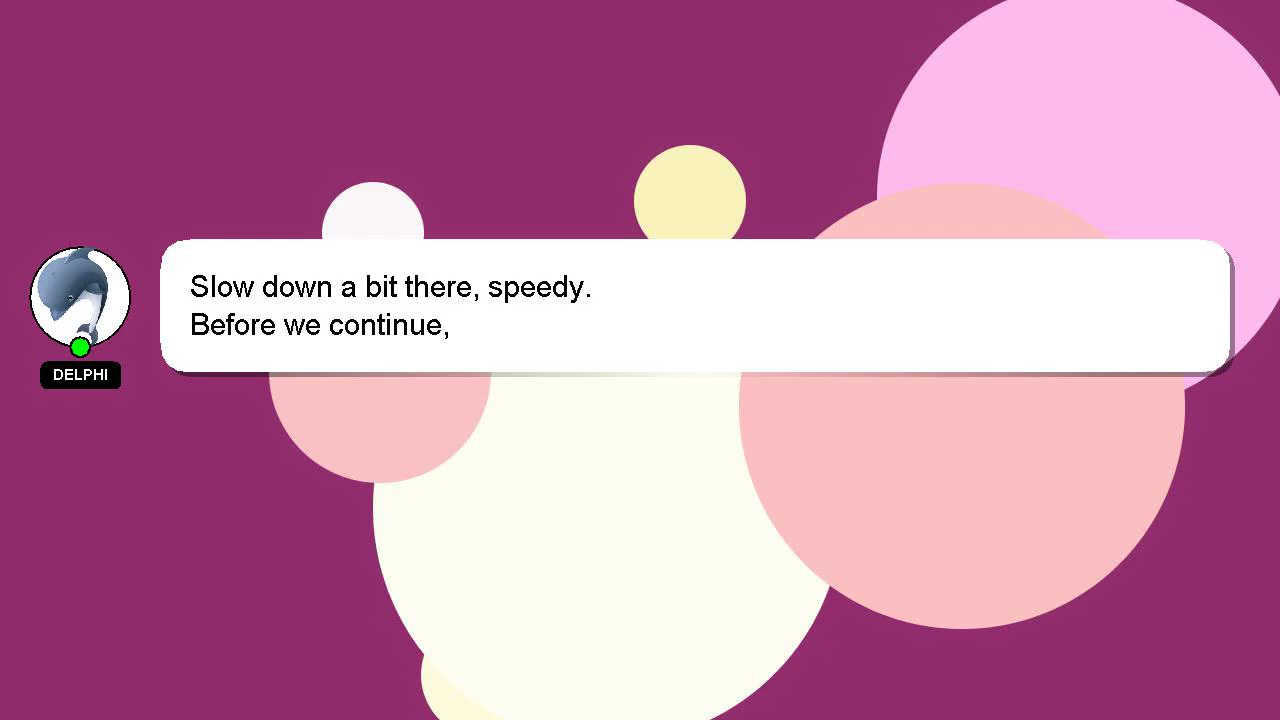 Slow down a bit there, speedy.
Before we continue,
DELPHI